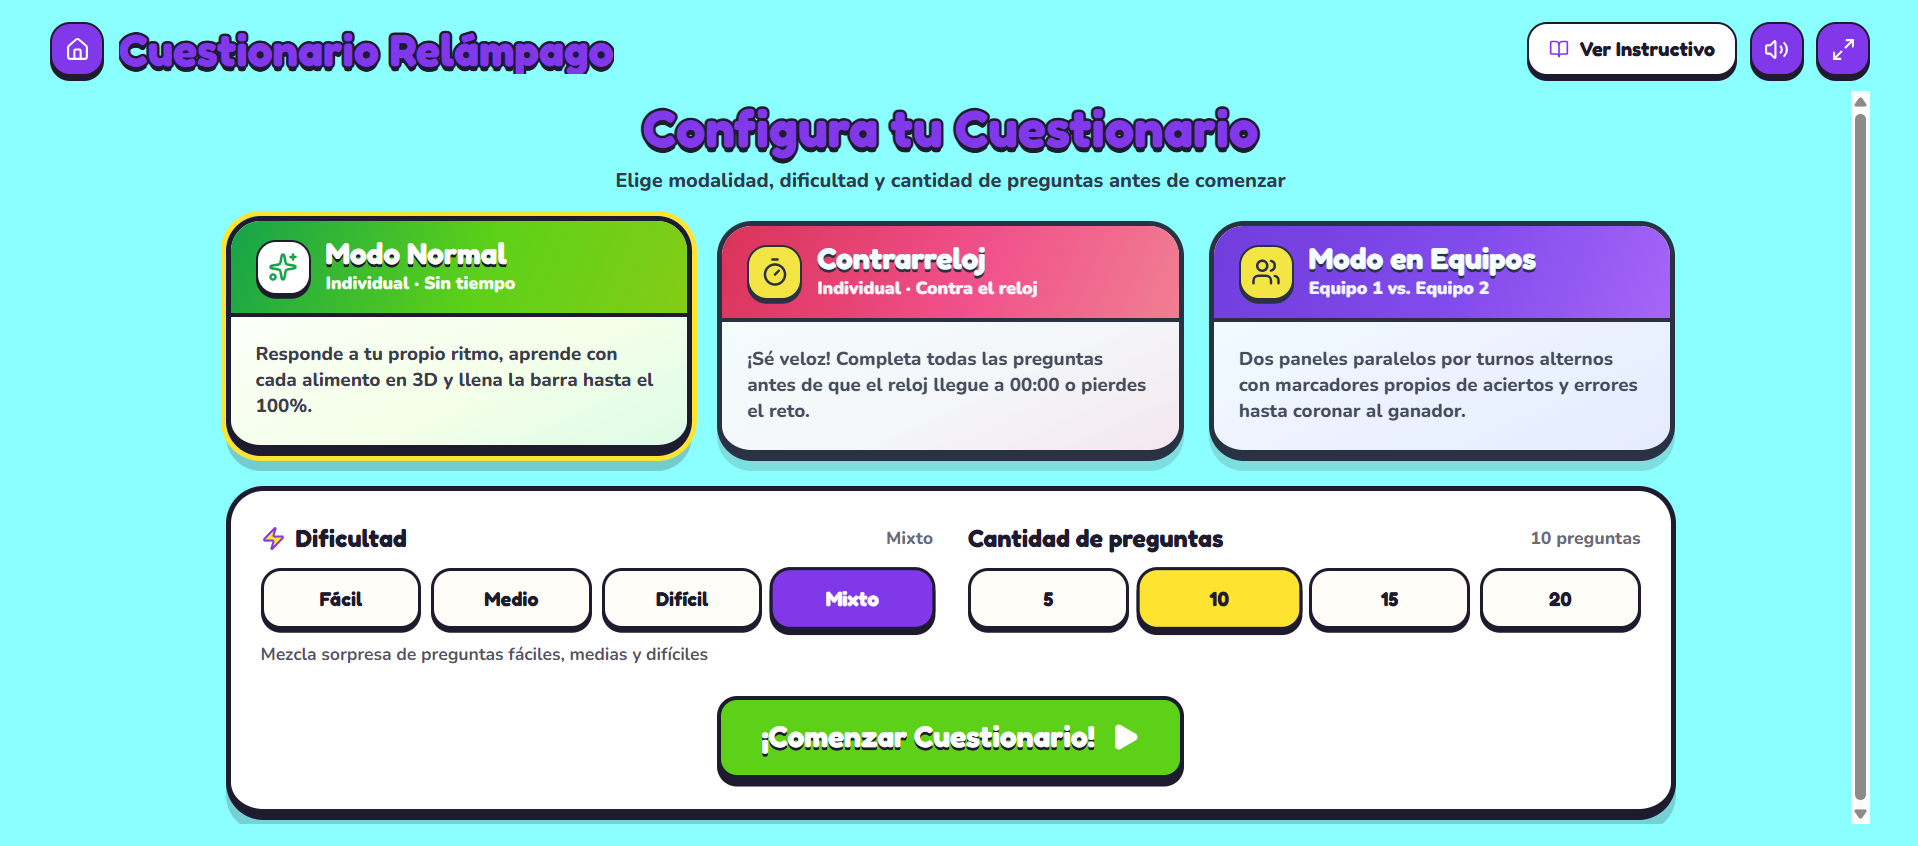 Cuestionario Relámpago
Ver Instructivo
Configura tu Cuestionario
Elige modalidad, dificultad y cantidad de preguntas antes de comenzar
Modo Normal
Individual · Sin tiempo
Responde a tu propio ritmo, aprende con
cada alimento en 3D y llena la barra hasta el
100%.
Contrarreloj
Individual · Contra el reloj
¡Sé veloz! Completa todas las preguntas
antes de que el reloj llegue a 00:00 o pierdes
el reto.
Modo en Equipos
Equipo 1 vs. Equipo 2
Dos paneles paralelos por turnos alternos
con marcadores propios de aciertos y errores
hasta coronar al ganador.
Dificultad
Mixto
Fácil
Medio
Difícil
Mixto
Mezcla sorpresa de preguntas fáciles, medias y difíciles
Cantidad de preguntas
10 preguntas
5
10
15
20
¡Comenzar Cuestionario!